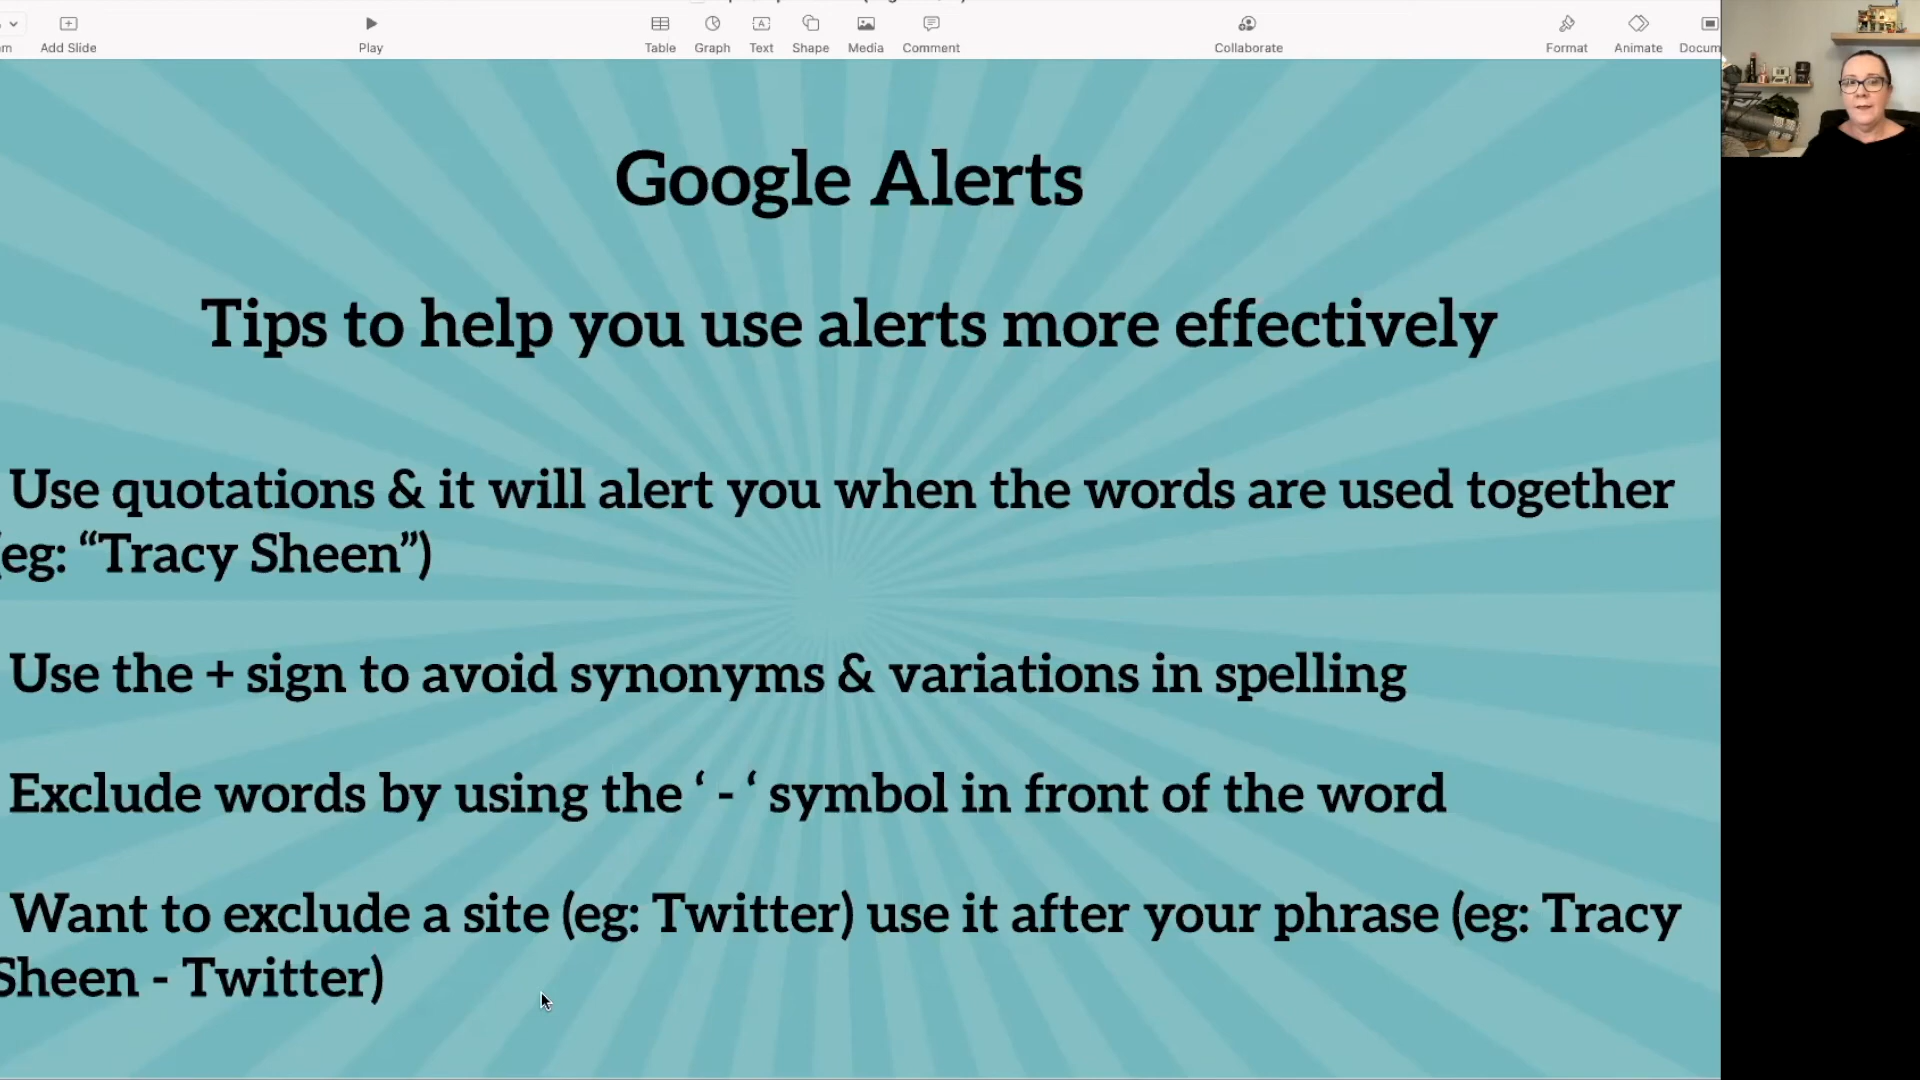 Add Slide
Play
Table
Graph
Text
Shape
Media
Comment
Collaborate
Format
Animate
Google Alerts
Tips to help you use alerts more effectively
Use quotations & it will alert you when the words are used together
(eg: “Tracy Sheen”)
Use the + sign to avoid synonyms & variations in spelling
Exclude words by using the ‘ - ‘ symbol in front of the word
Want to exclude a site (eg: Twitter) use it after your phrase (eg: Tracy
Sheen - Twitter)